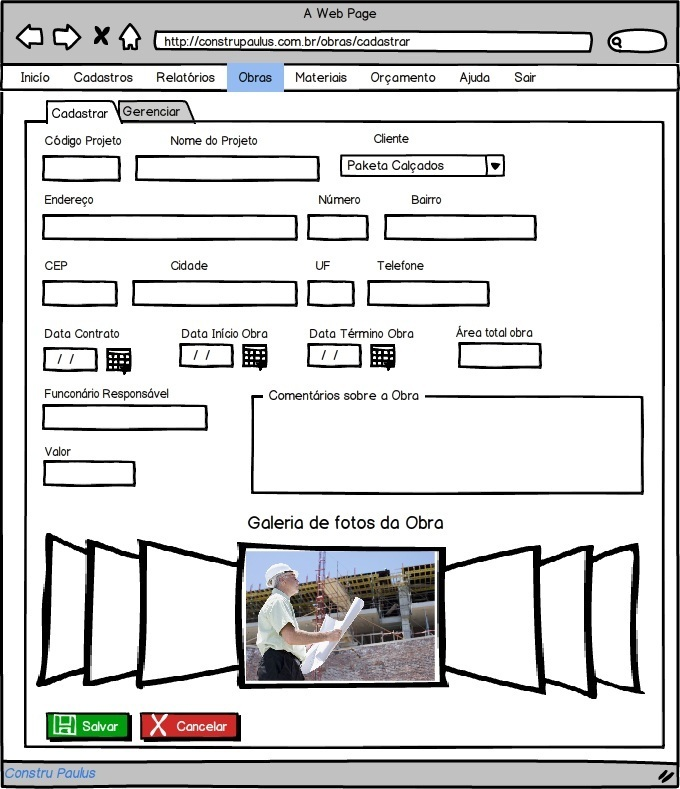 A Web Page
http://construpaulus.com.br/obras/cadastrar
Inicío Cadastros Relatórios Obras Materiais Orçamento Ajuda Sair
Cadastrar Gerenciar
Código Projeto Nome do Projeto Cliente
Paketa Calçados
Endereço Número Bairro
CEP Cidade UF Telefone
Data Contrato Data Início Obra Data Término Obra Área total obra
/ / / / / /
Funconário Responsável Comentários sobre a Obra
Valor
Galeria de fotos da Obra
Salvar Cancelar
Constru Paulus